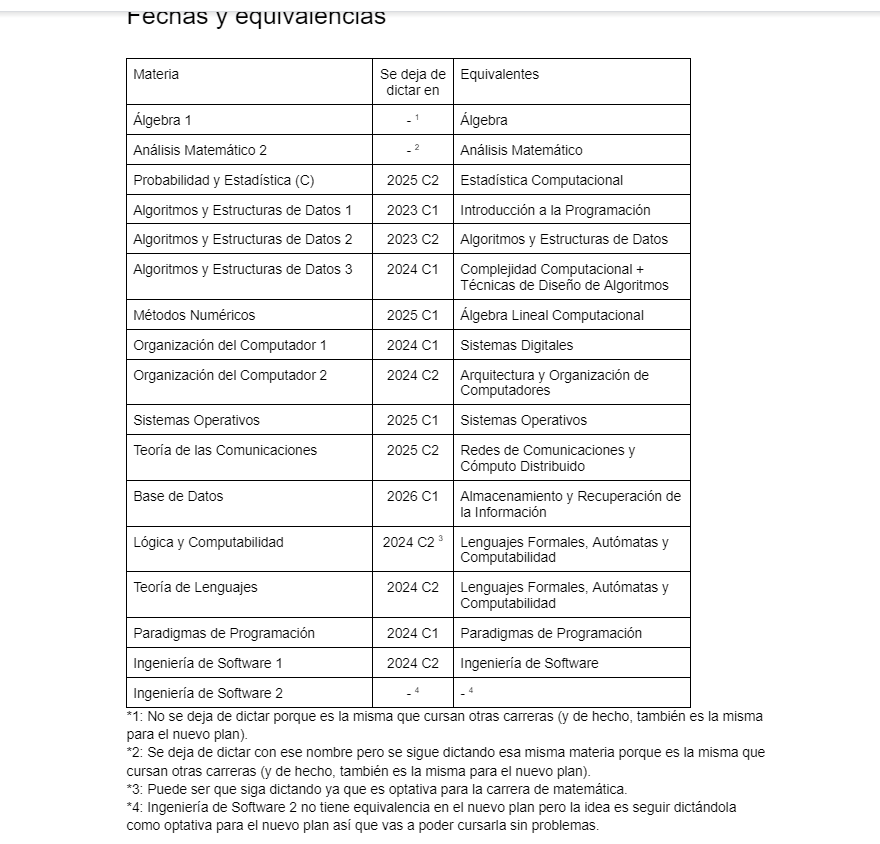 Fechas y equivalencias
Materia
Se deja de
dictar en
Equivalentes
Álgebra 1
- 1
Álgebra
Análisis Matemático 2
- 2
Análisis Matemático
Probabilidad y Estadística (C)
2025 C2
Estadística Computacional
Algoritmos y Estructuras de Datos 1
2023 C1
Introducción a la Programación
Algoritmos y Estructuras de Datos 2
2023 C2
Algoritmos y Estructuras de Datos
Algoritmos y Estructuras de Datos 3
2024 C1
Complejidad Computacional +
Técnicas de Diseño de Algoritmos
Métodos Numéricos
2025 C1
Álgebra Lineal Computacional
Organización del Computador 1
2024 C1
Sistemas Digitales
Organización del Computador 2
2024 C2
Arquitectura y Organización de
Computadores
Sistemas Operativos
2025 C1
Sistemas Operativos
Teoría de las Comunicaciones
2025 C2
Redes de Comunicaciones y
Cómputo Distribuido
Base de Datos
2026 C1
Almacenamiento y Recuperación de
la Información
Lógica y Computabilidad
2024 C2 3
Lenguajes Formales, Autómatas y
Computabilidad
Teoría de Lenguajes
2024 C2
Lenguajes Formales, Autómatas y
Computabilidad
Paradigmas de Programación
2024 C1
Paradigmas de Programación
Ingeniería de Software 1
2024 C2
Ingeniería de Software
Ingeniería de Software 2
- 4
- 4
*1: No se deja de dictar porque es la misma que cursan otras carreras (y de hecho, también es la misma
para el nuevo plan).
*2: Se deja de dictar con ese nombre pero se sigue dictando esa misma materia porque es la misma que
cursan otras carreras (y de hecho, también es la misma para el nuevo plan).
*3: Puede ser que siga dictando ya que es optativa para la carrera de matemática.
*4: Ingeniería de Software 2 no tiene equivalencia en el nuevo plan pero la idea es seguir dictándola
como optativa para el nuevo plan así que vas a poder cursarla sin problemas.